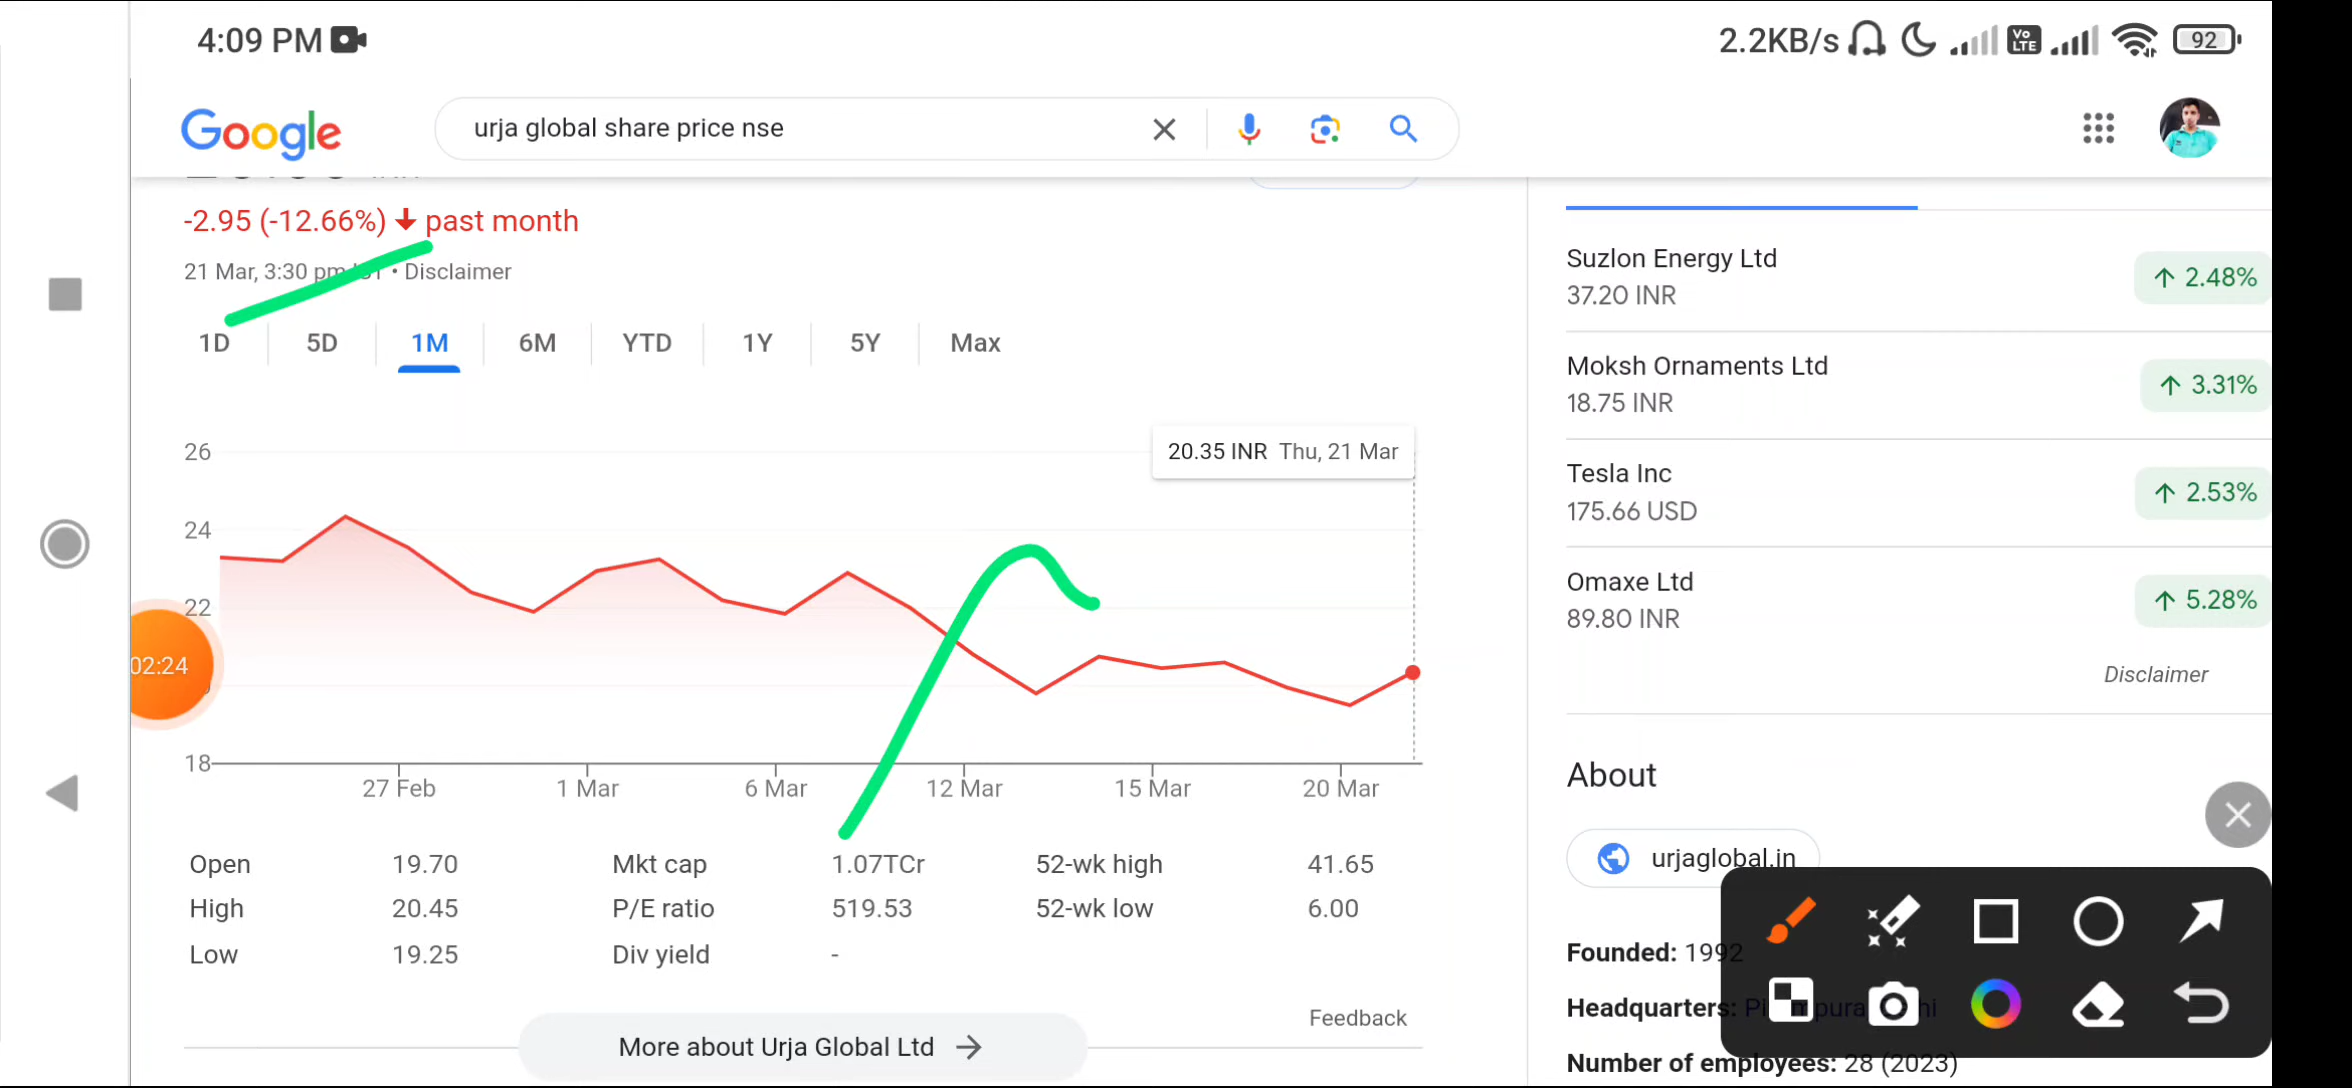 4:09 PM
2.2KB/s
Vo LTE
92
Google
urja global share price nse
-2.95 (-12.66%) past month
21 Mar, 3:30 pm • Disclaimer
1D 5D 1M 6M YTD 1Y 5Y Max
20.35 INR Thu, 21 Mar
26
24
22
18
02:24
27 Feb 1 Mar 6 Mar 12 Mar 15 Mar 20 Mar
Open 19.70 Mkt cap 1.07TCr 52-wk high 41.65
High 20.45 P/E ratio 519.53 52-wk low 6.00
Low 19.25 Div yield -
Feedback
More about Urja Global Ltd
Suzlon Energy Ltd
37.20 INR
2.48%
Moksh Ornaments Ltd
18.75 INR
3.31%
Tesla Inc
175.66 USD
2.53%
Omaxe Ltd
89.80 INR
5.28%
Disclaimer
About
urjaglobal.in
Founded: 1992
Headquarters:
Number of employees: 28 (2023)